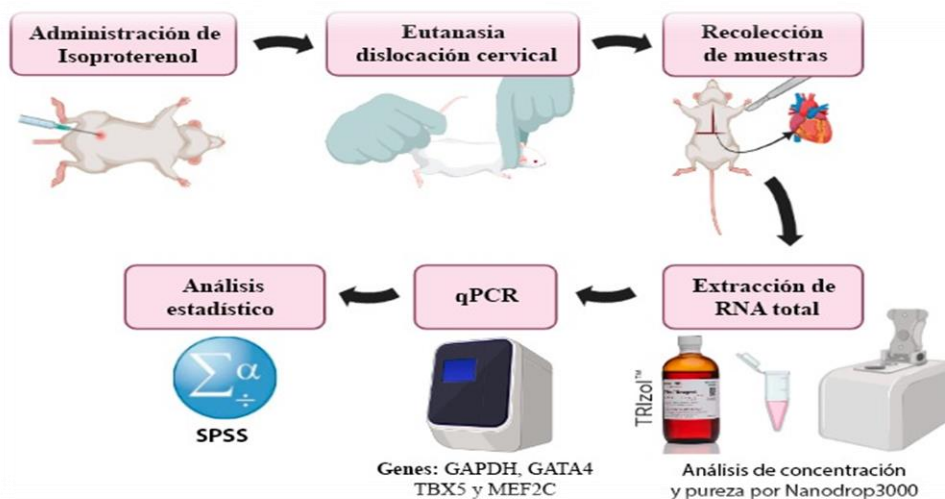 Administración de
Isoproterenol
Eutanasia
dislocación cervical
Recolección
de muestras
Análisis
estadístico
qPCR
Extracción de
RNA total
Σ α
÷
SPSS
TRIzol™
Genes: GAPDH, GATA4
TBX5 y MEF2C
Análisis de concentración
y pureza por Nanodrop3000